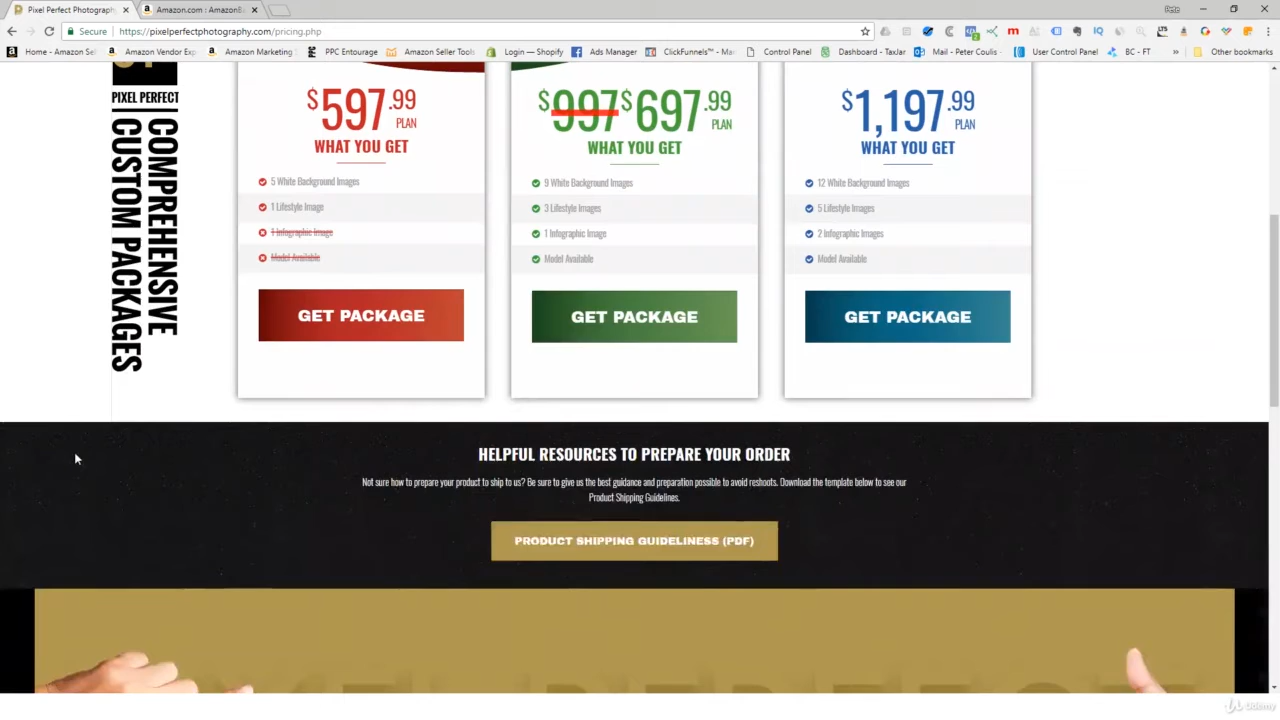 Pixel Perfect Photograph
Amazon.com : AmazonBa
Pete
Secure
https://pixelperfectphotography.com/pricing.php
Home - Amazon Sel
Amazon Vendor Exp
Amazon Marketing
PPC Entourage
Amazon Seller Tools
Login — Shopify
Ads Manager
ClickFunnels™ - Ma
Control Panel
Dashboard - TaxJar
Mail - Peter Coulis
User Control Panel
BC - FT
Other bookmarks
PIXEL PERFECT
COMPREHENSIVE
CUSTOM PACKAGES
$597.99
PLAN
WHAT YOU GET
5 White Background Images
1 Lifestyle Image
1 Infographic Image
Model Available
GET PACKAGE
$997 $697.99
PLAN
WHAT YOU GET
9 White Background Images
3 Lifestyle Images
1 Infographic Image
Model Available
GET PACKAGE
$1,197.99
PLAN
WHAT YOU GET
12 White Background Images
5 Lifestyle Images
2 Infographic Images
Model Available
GET PACKAGE
HELPFUL RESOURCES TO PREPARE YOUR ORDER
Not sure how to prepare your product to ship to us? Be sure to give us the best guidance and preparation possible to avoid reshoots. Download the template below to see our
Product Shipping Guidelines.
PRODUCT SHIPPING GUIDELINESS (PDF)
PIXEL PERFECT
Udemy